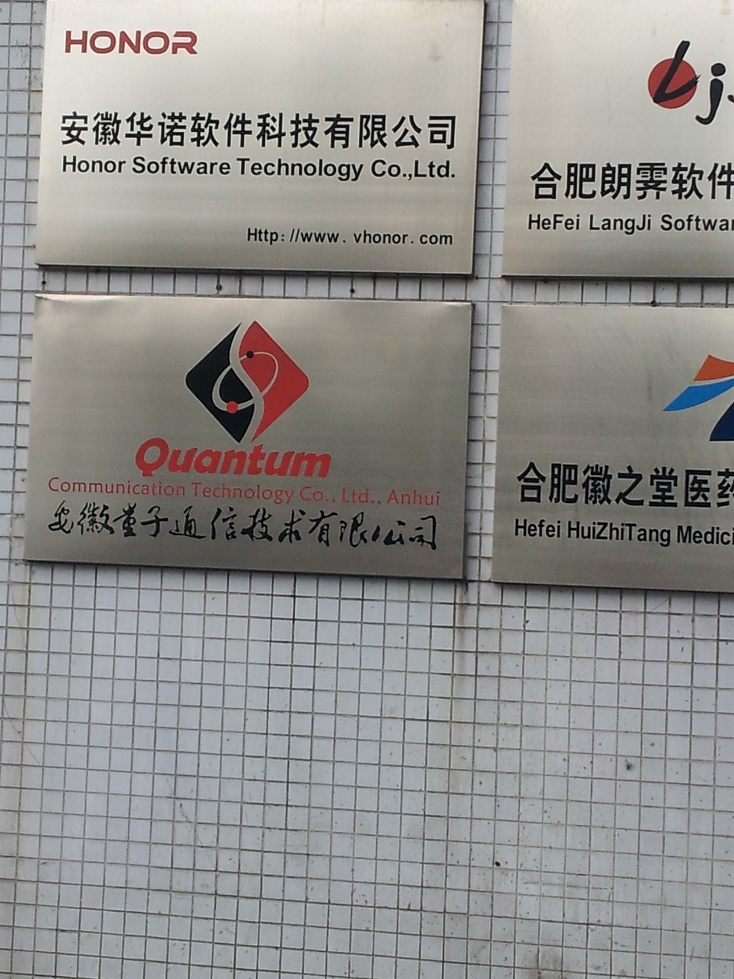 HONOR
安徽华诺软件科技有限公司
Honor Software Technology Co.,Ltd.
Http://www.vhonor.com
Lj
合肥朗霁软件
HeFei LangJi Softwar
Quantum
Communication Technology Co., Ltd., Anhui
安徽量子通信技术有限公司
合肥徽之堂医药
Hefei HuiZhiTang Medici